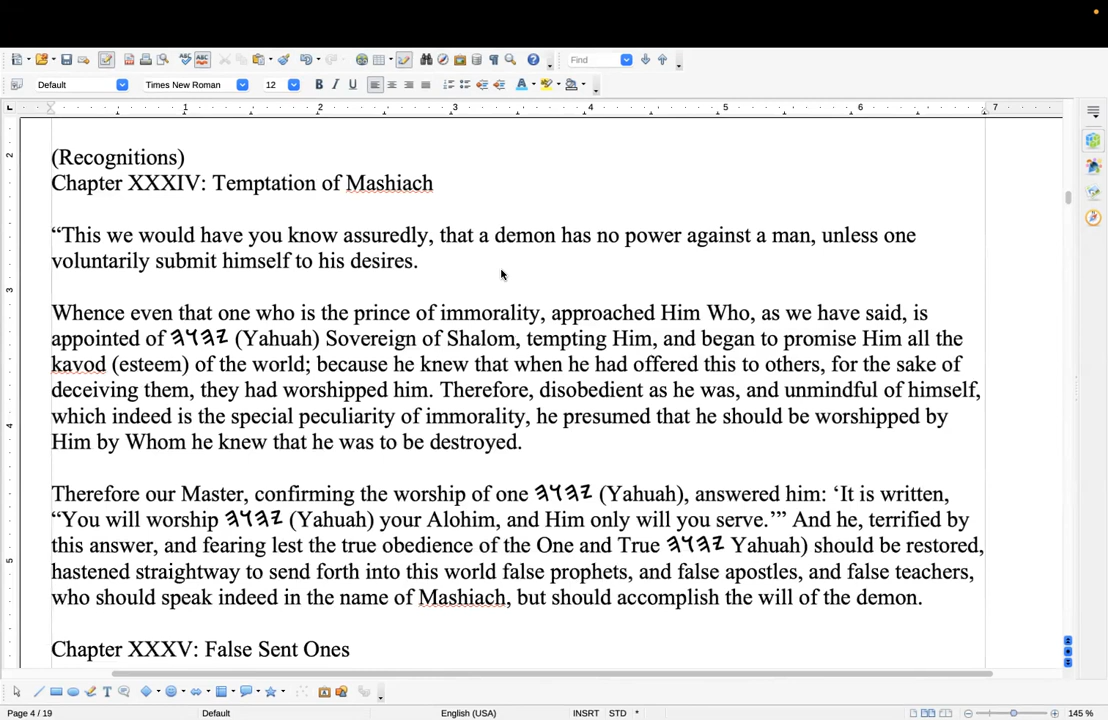 Find
Default Times New Roman 12 B I U
1 2 3 4 5 6 7
(Recognitions)
Chapter XXXIV: Temptation of Mashiach
“This we would have you know assuredly, that a demon has no power against a man, unless one
voluntarily submit himself to his desires.
Whence even that one who is the prince of immorality, approached Him Who, as we have said, is
appointed of 𐤉𐤄𐤅𐤄 (Yahuah) Sovereign of Shalom, tempting Him, and began to promise Him all the
kavod (esteem) of the world; because he knew that when he had offered this to others, for the sake of
deceiving them, they had worshipped him. Therefore, disobedient as he was, and unmindful of himself,
which indeed is the special peculiarity of immorality, he presumed that he should be worshipped by
Him by Whom he knew that he was to be destroyed.
Therefore our Master, confirming the worship of one 𐤉𐤄𐤅𐤄 (Yahuah), answered him: ‘It is written,
“You will worship 𐤉𐤄𐤅𐤄 (Yahuah) your Alohim, and Him only will you serve.’” And he, terrified by
this answer, and fearing lest the true obedience of the One and True 𐤉𐤄𐤅𐤄 Yahuah) should be restored,
hastened straightway to send forth into this world false prophets, and false apostles, and false teachers,
who should speak indeed in the name of Mashiach, but should accomplish the will of the demon.
Chapter XXXV: False Sent Ones
2
3
4
5
Page 4 / 19 Default English (USA) INSRT STD * 145 %